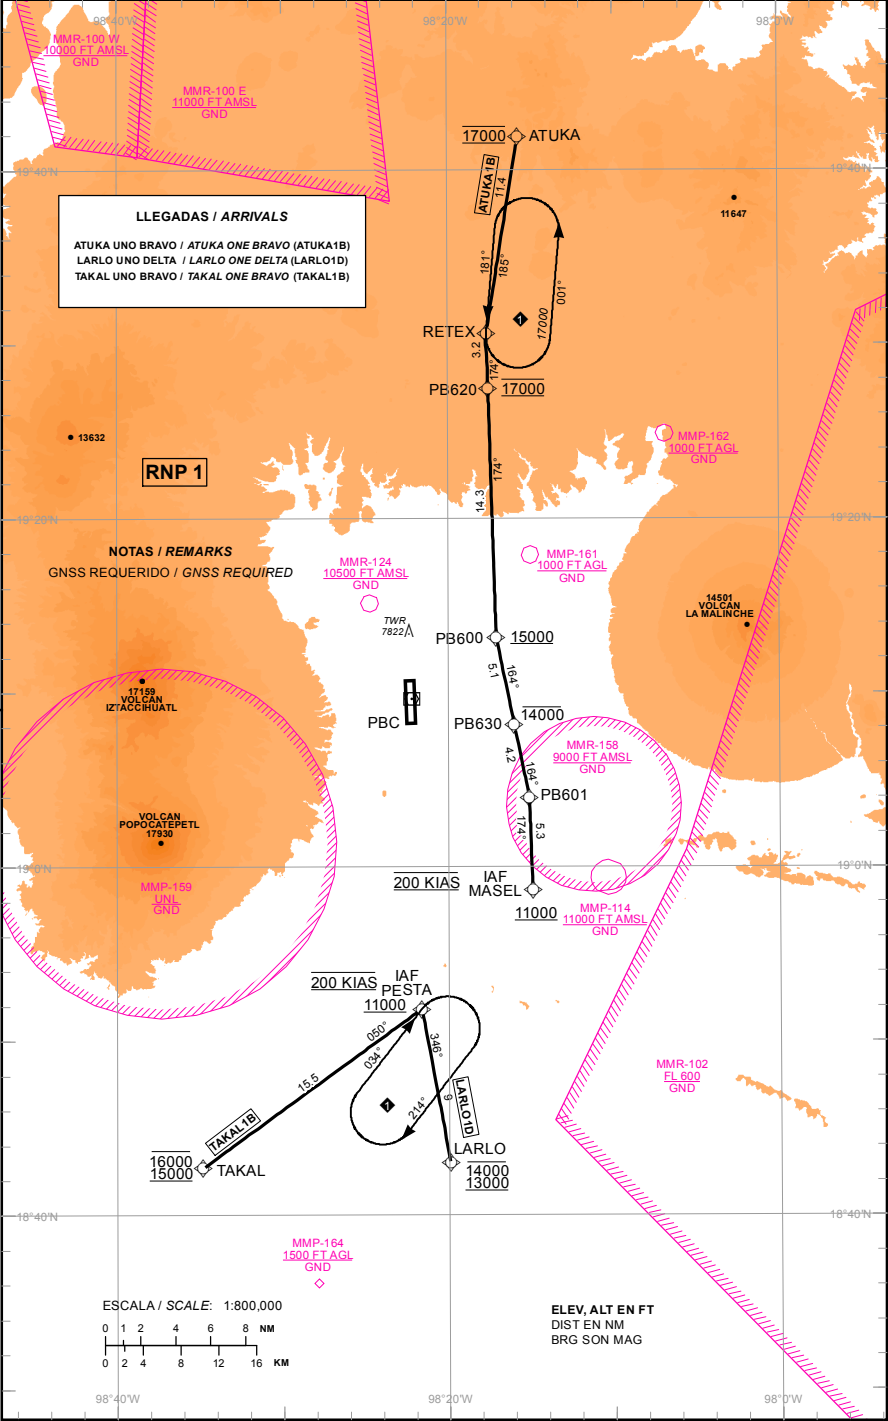 98°40'W
98°20'W
98°0'W
MMR-100 W
10000 FT AMSL
GND
MMR-100 E
11000 FT AMSL
GND
17000
ATUKA
ATUKA1B
11.4
19°40'N
19°40'N
11647
LLEGADAS / ARRIVALS
ATUKA UNO BRAVO / ATUKA ONE BRAVO (ATUKA1B)
LARLO UNO DELTA / LARLO ONE DELTA (LARLO1D)
TAKAL UNO BRAVO / TAKAL ONE BRAVO (TAKAL1B)
181°
185°
001°
17000
1
RETEX
3.2
174°
PB620
17000
13632
MMP-162
1000 FT AGL
GND
RNP 1
174°
14.3
19°20'N
19°20'N
NOTAS / REMARKS
GNSS REQUERIDO / GNSS REQUIRED
MMR-124
10500 FT AMSL
GND
MMP-161
1000 FT AGL
GND
TWR
7822
14501
VOLCAN
LA MALINCHE
PB600
15000
5.1
164°
17159
VOLCAN
IZTACCIHUATL
PBC
PB630
14000
4.2
164°
MMR-158
9000 FT AMSL
GND
PB601
174°
5.3
VOLCAN
POPOCATEPETL
17930
19°0'N
19°0'N
MMP-159
UNL
GND
200 KIAS
IAF
MASEL
11000
MMP-114
11000 FT AMSL
GND
IAF
PESTA
200 KIAS
11000
050°
034°
346°
15.5
214°
9
1
TAKAL1B
LARLO1D
MMR-102
FL 600
GND
16000
15000
TAKAL
LARLO
14000
13000
18°40'N
18°40'N
MMP-164
1500 FT AGL
GND
ESCALA / SCALE: 1:800,000
0 1 2 4 6 8 NM
0 2 4 8 12 16 KM
ELEV, ALT EN FT
DIST EN NM
BRG SON MAG
98°40'W
98°20'W
98°0'W